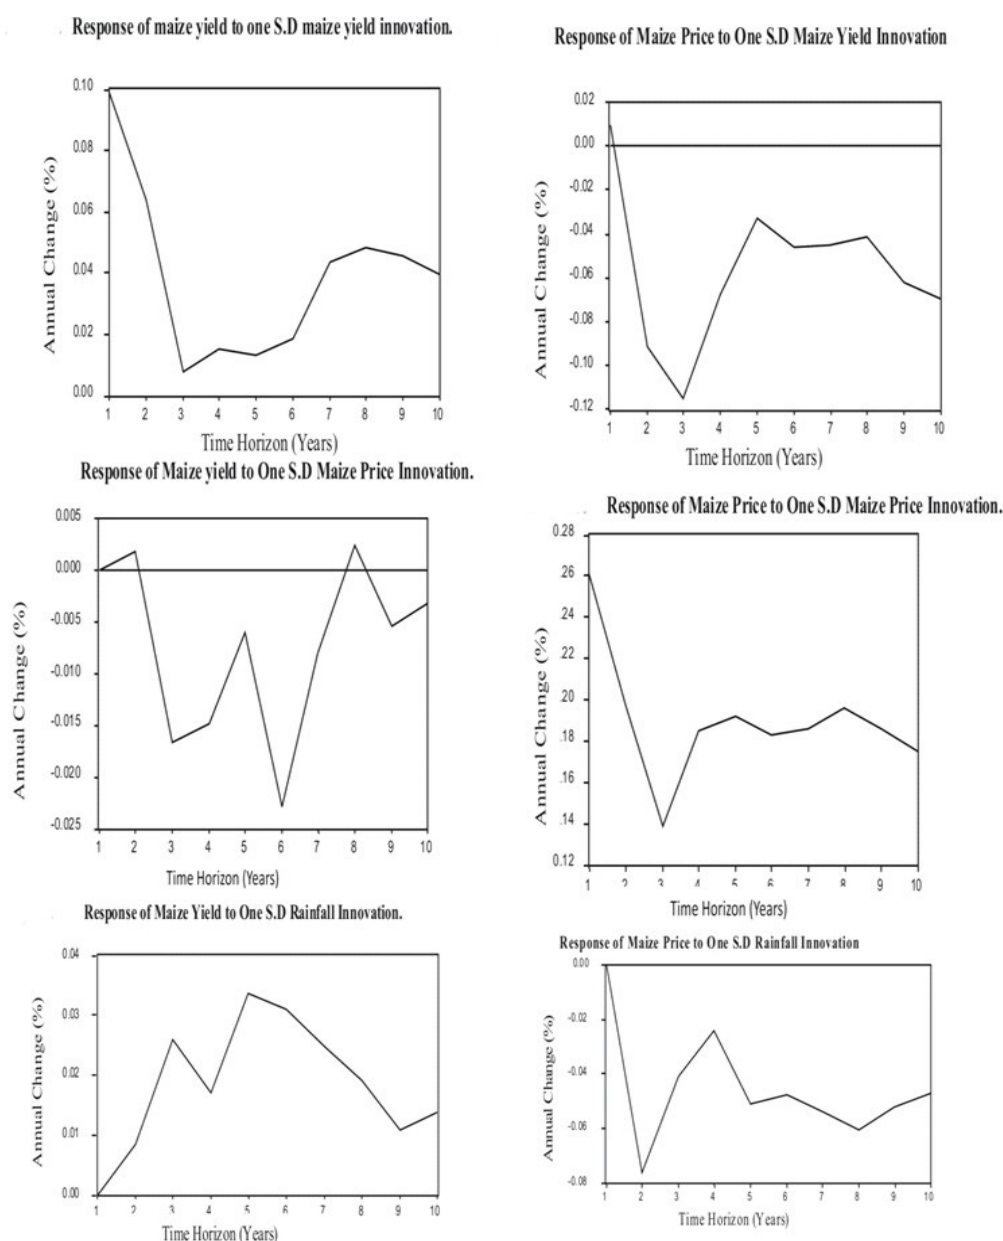 Response of maize yield to one S.D maize yield innovation.
Annual Change (%)
0.10
0.08
0.06
0.04
0.02
0.00
1 2 3 4 5 6 7 8 9 10
Time Horizon (Years)
Response of Maize Price to One S.D Maize Yield Innovation
Annual Change (%)
0.02
0.00
-0.02
-0.04
-0.06
-0.08
-0.10
-0.12
1 2 3 4 5 6 7 8 9 10
Time Horizon (Years)
Response of Maize yield to One S.D Maize Price Innovation.
Annual Change (%)
0.005
0.000
-0.005
-0.010
-0.015
-0.020
-0.025
1 2 3 4 5 6 7 8 9 10
Time Horizon (Years)
Response of Maize Price to One S.D Maize Price Innovation.
Annual Change (%)
0.28
.26
.24
.22
.20
.18
.16
.14
0.12
1 2 3 4 5 6 7 8 9 10
Time Horizon (Years)
Response of Maize Yield to One S.D Rainfall Innovation.
Annual Change (%)
0.04
0.03
0.02
0.01
0.00
1 2 3 4 5 6 7 8 9 10
Time Horizon (Years)
Response of Maize Price to One S.D Rainfall Innovation
Annual Change (%)
0.00
-0.02
-0.04
-0.06
-0.08
1 2 3 4 5 6 7 8 9 10
Time Horizon (Years)